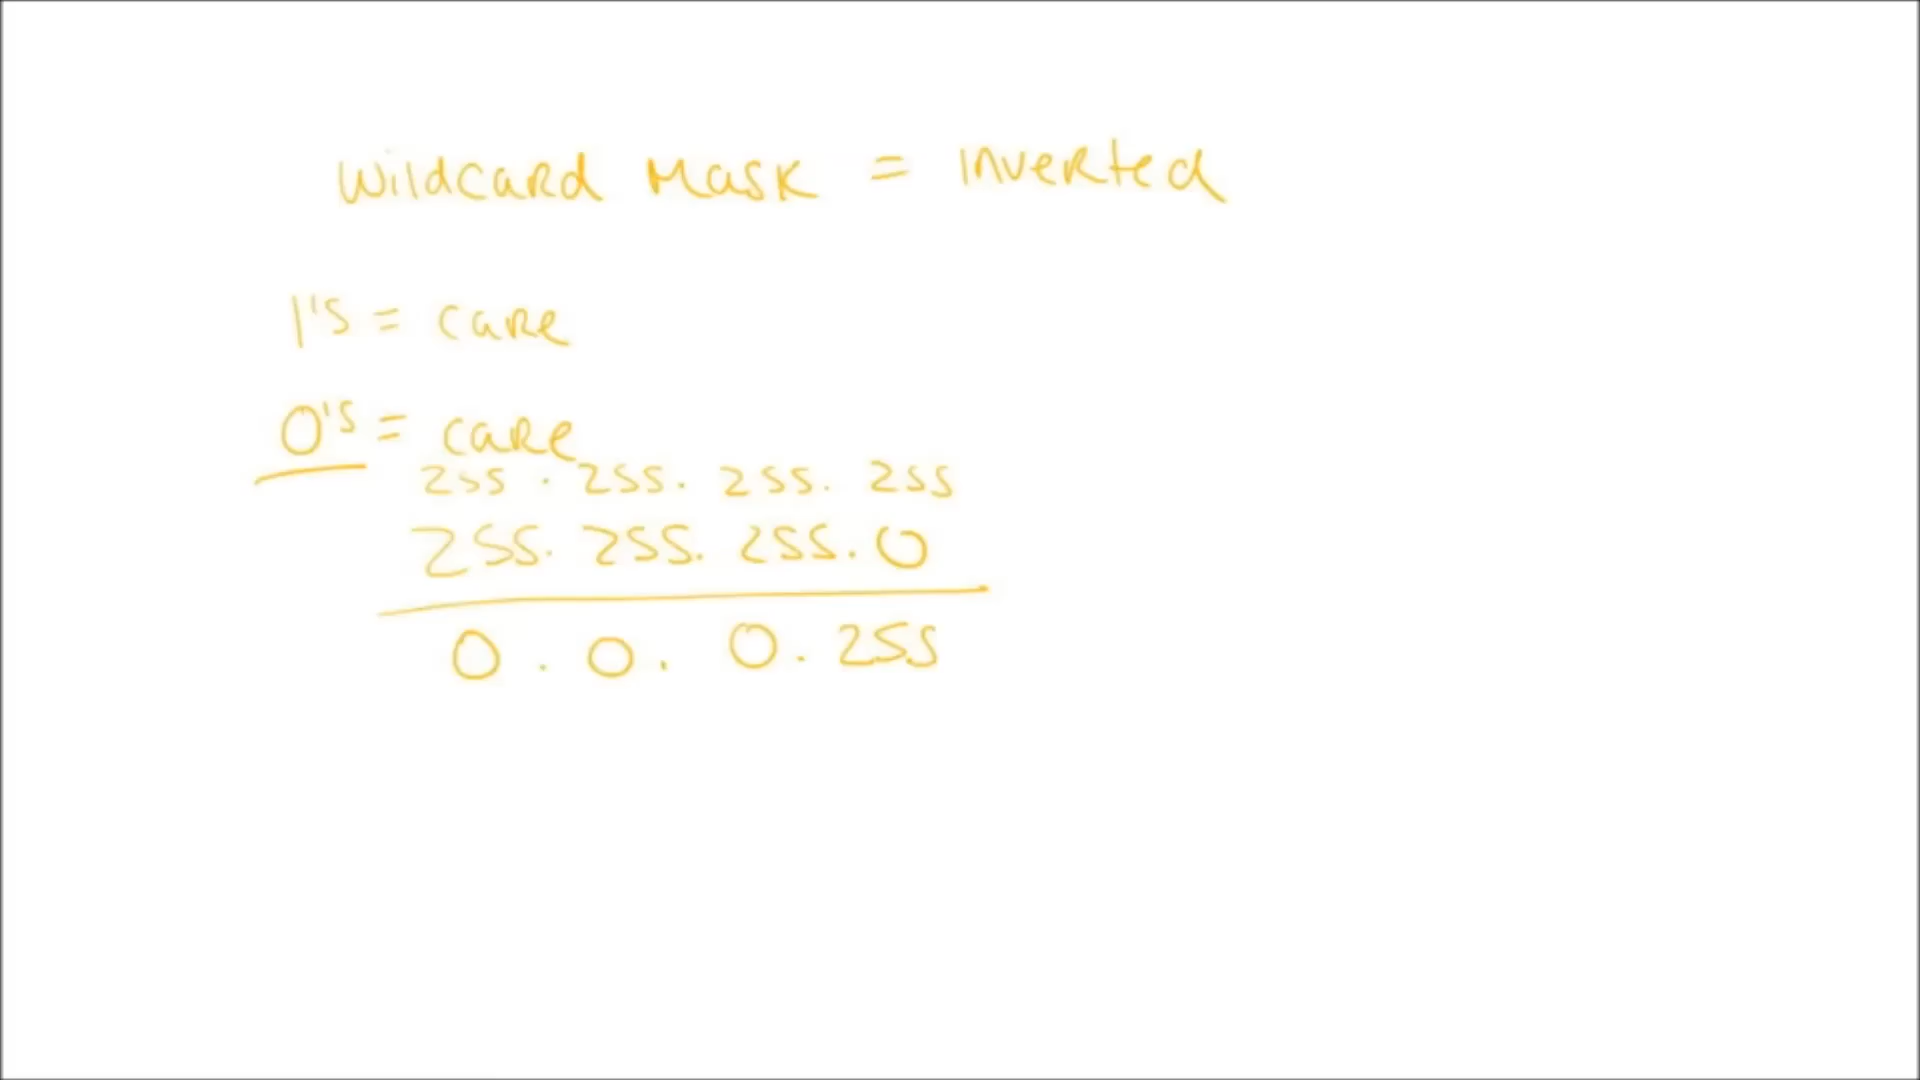 Wildcard Mask = Inverted
1's = care
0's = care
255 . 255 . 255 . 255
255 . 255 . 255 . 0
0 . 0 . 0 . 255